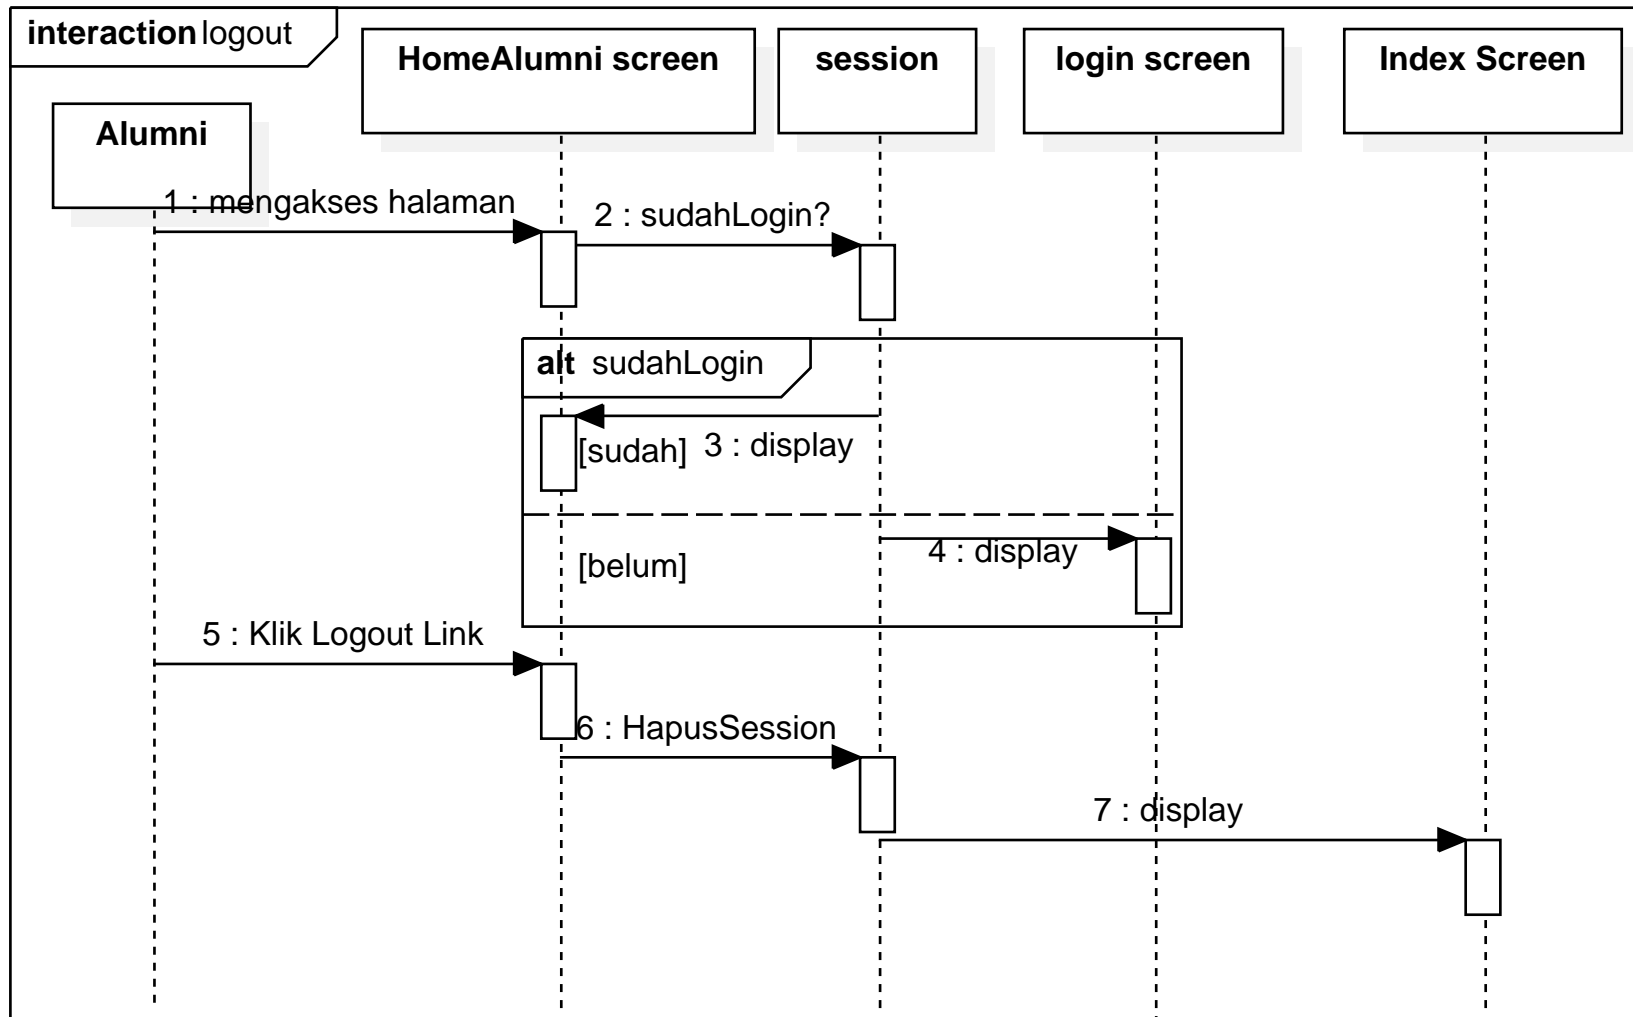 interaction logout
HomeAlumni screen
session
login screen
Index Screen
Alumni
1 : mengakses halaman
2 : sudahLogin?
alt sudahLogin
[sudah]
3 : display
4 : display
[belum]
5 : Klik Logout Link
6 : HapusSession
7 : display